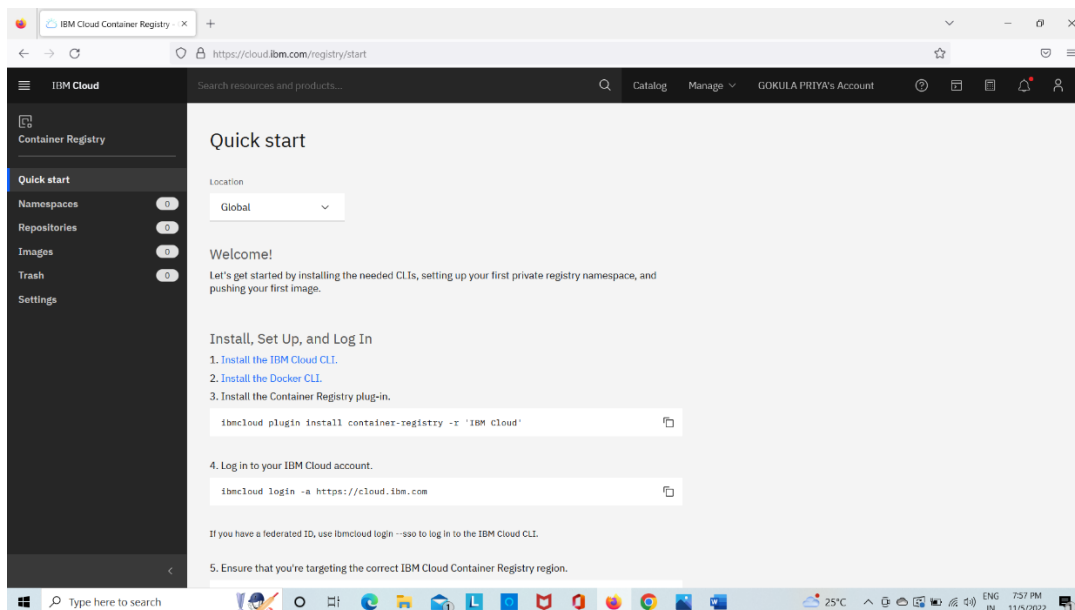 IBM Cloud Container Registry -
https://cloud.ibm.com/registry/start
IBM Cloud
Search resources and products...
Catalog
Manage
GOKULA PRIYA's Account
Container Registry
Quick start
Namespaces 0
Repositories 0
Images 0
Trash 0
Settings
Quick start
Location
Global
Welcome!
Let's get started by installing the needed CLIs, setting up your first private registry namespace, and
pushing your first image.
Install, Set Up, and Log In
1. Install the IBM Cloud CLI.
2. Install the Docker CLI.
3. Install the Container Registry plug-in.
ibmcloud plugin install container-registry -r 'IBM Cloud'
4. Log in to your IBM Cloud account.
ibmcloud login -a https://cloud.ibm.com
If you have a federated ID, use ibmcloud login --sso to log in to the IBM Cloud CLI.
5. Ensure that you're targeting the correct IBM Cloud Container Registry region.
Type here to search
25°C
ENG
IN
7:57 PM
11/5/2022